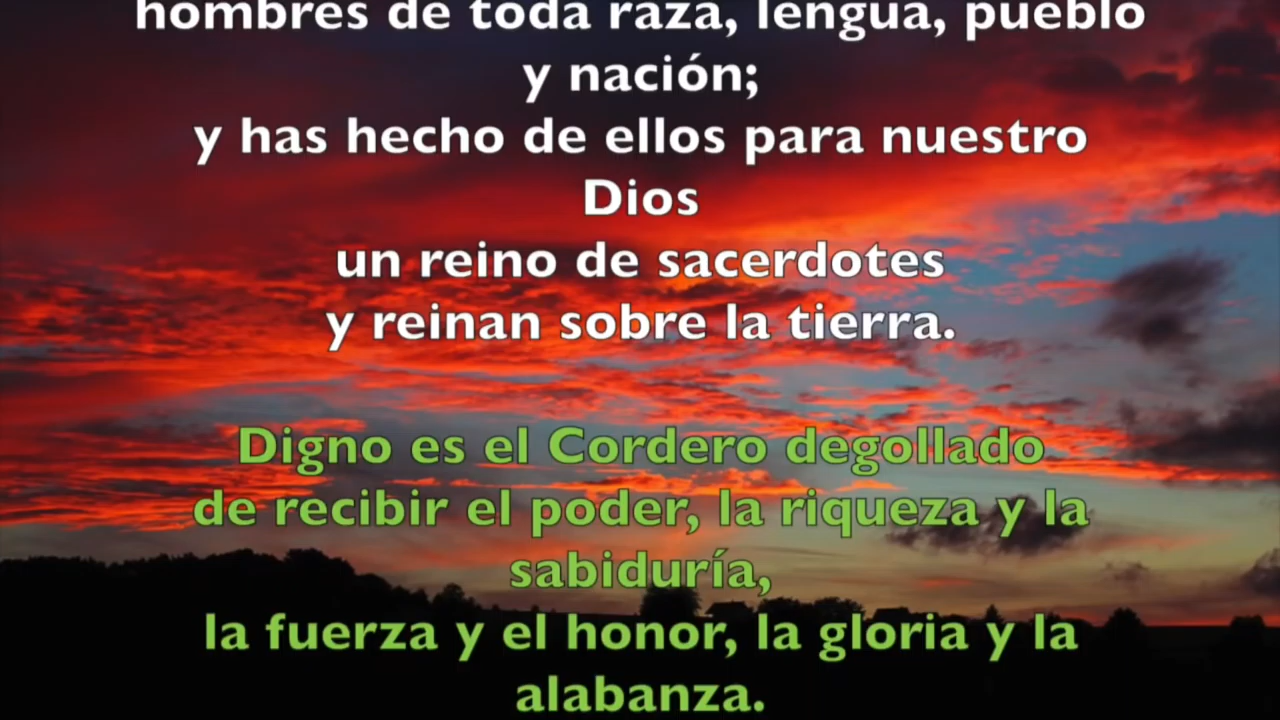 hombres de toda raza, lengua, pueblo
y nación;
y has hecho de ellos para nuestro
Dios
un reino de sacerdotes
y reinan sobre la tierra.
Digno es el Cordero degollado
de recibir el poder, la riqueza y la
sabiduría,
la fuerza y el honor, la gloria y la
alabanza.